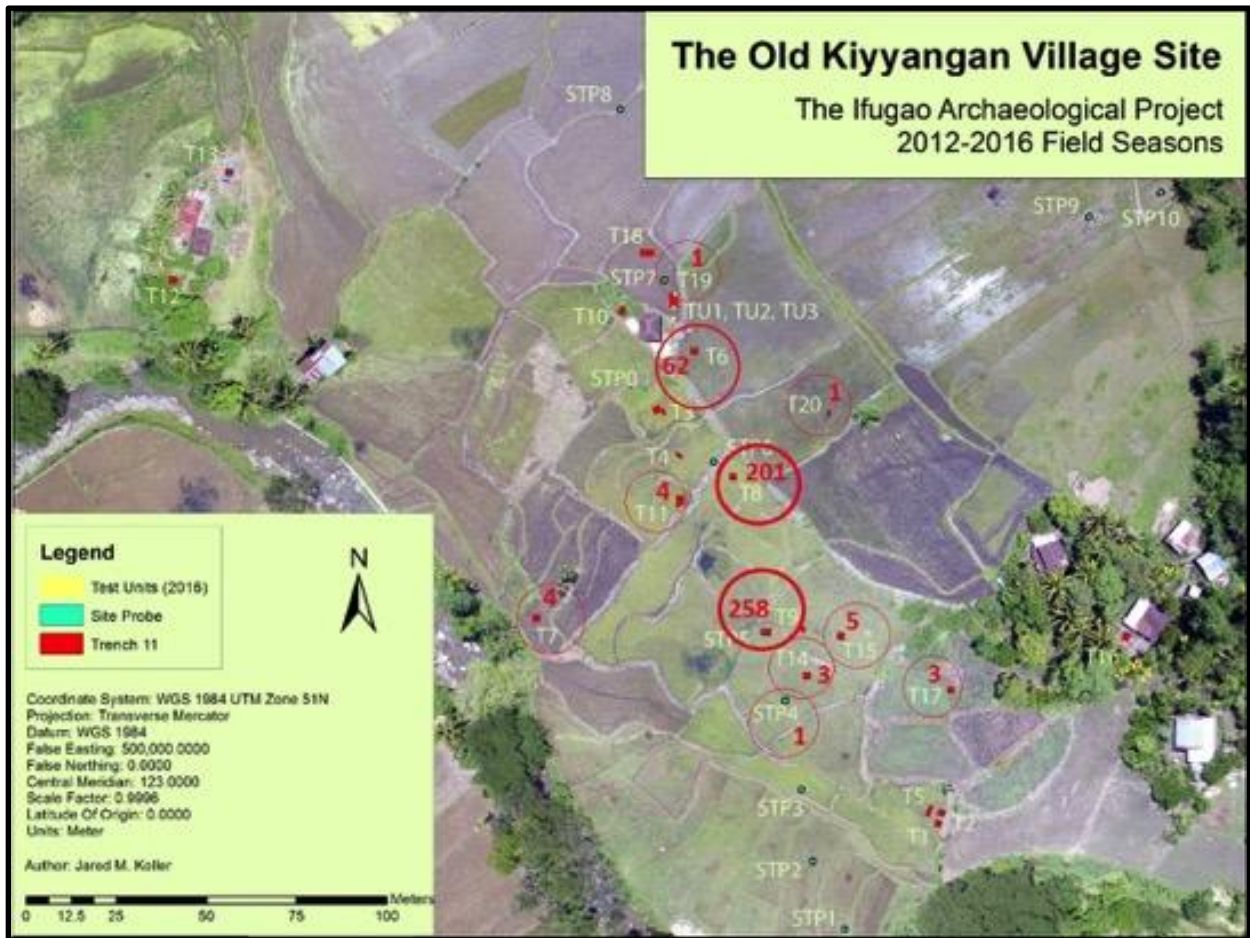 The Old Kiyyangan Village Site
The Ifugao Archaeological Project
2012-2016 Field Seasons
STP8
T13
STP9
STP10
T18
1
STP7
T19
T12
T10
TU1, TU2, TU3
62
T6
STP0
1
T20
T3
T4
201
T8
4
T11
258
4
T7
T9
5
T15
T14
3
3
T17
STP4
1
STP3
T5
T2
T1
STP2
STP1
Legend
Test Units (2016)
Site Probe
Trench 11
N
Coordinate System: WGS 1984 UTM Zone 51N
Projection: Transverse Mercator
Datum: WGS 1984
False Easting: 500,000.0000
False Northing: 0.0000
Central Meridian: 123.0000
Scale Factor: 0.9996
Latitude Of Origin: 0.0000
Units: Meter
Author: Jared M. Koller
Meters
0 12.5 25 50 75 100